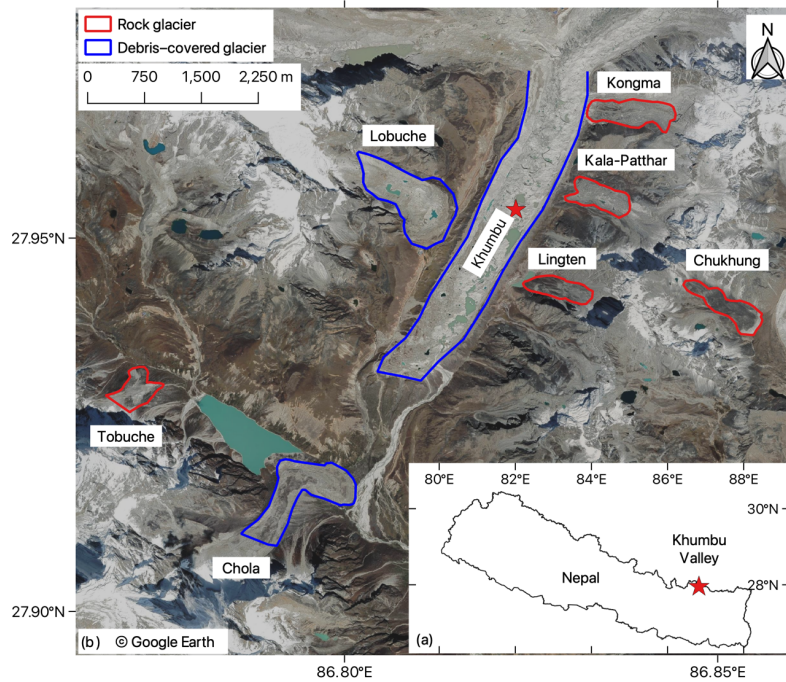 Rock glacier
Debris–covered glacier
0 750 1,500 2,250 m
N
Kongma
Lobuche
Kala-Patthar
27.95°N
Khumbu
Lingten
Chukhung
Tobuche
Chola
80°E 82°E 84°E 86°E 88°E
30°N
Khumbu
Valley
Nepal
28°N
27.90°N
(b) © Google Earth
(a)
86.80°E 86.85°E